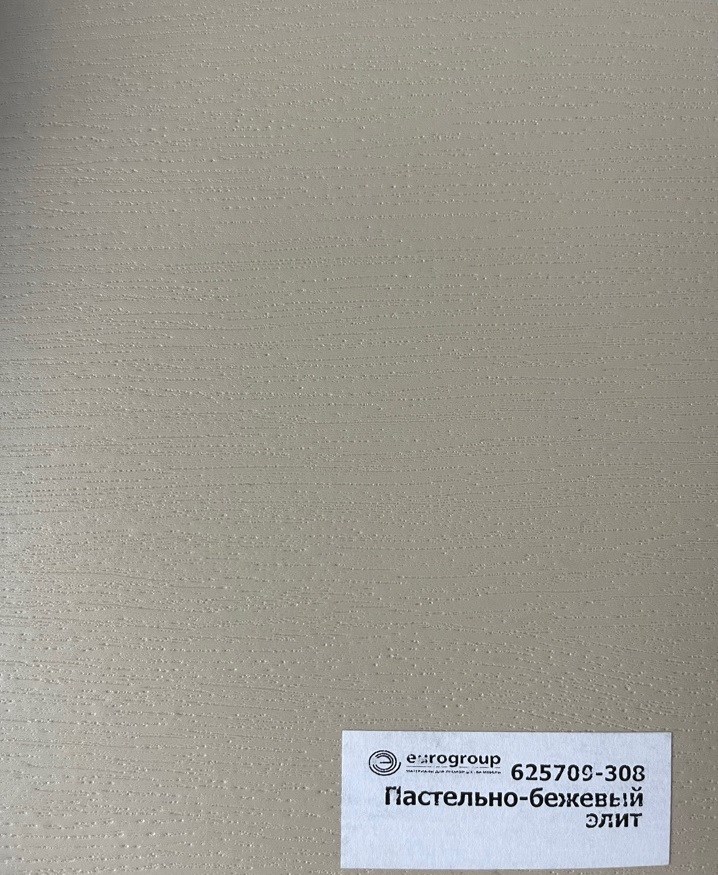 eurogroup
625709-308
Пастельно-бежевый
элит